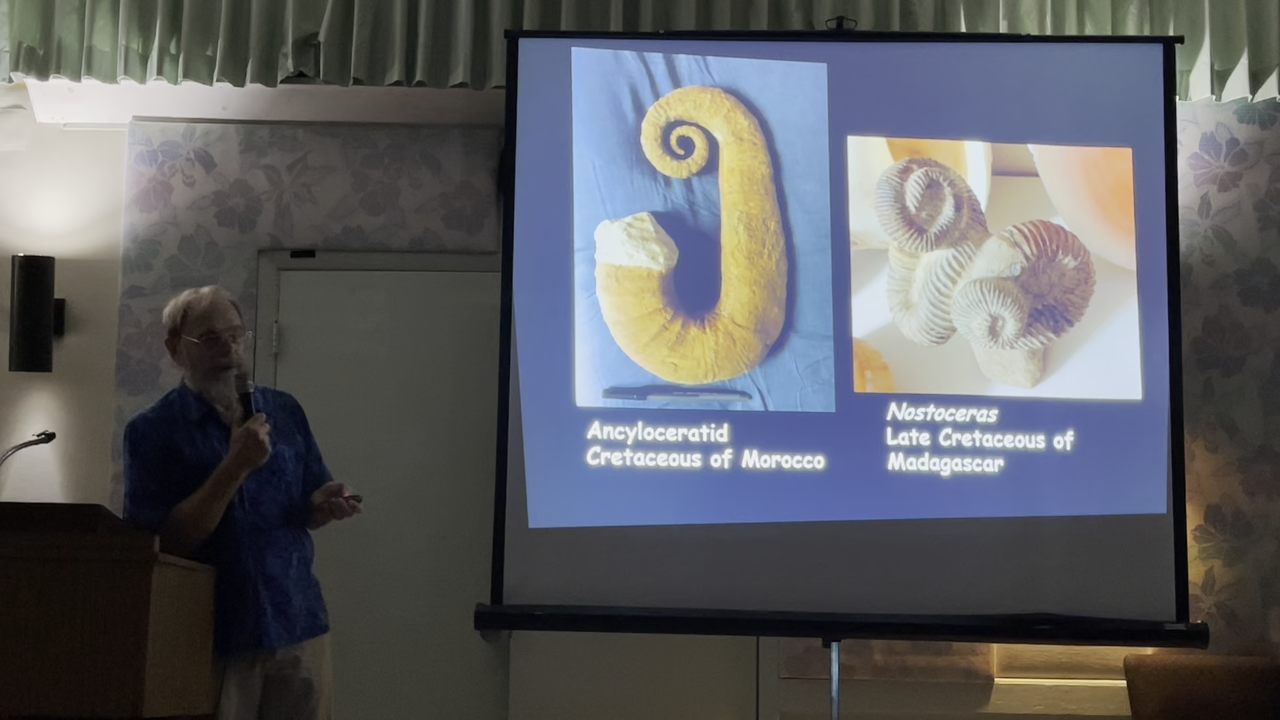 Ancyloceratid
Cretaceous of Morocco
Nostoceras
Late Cretaceous of
Madagascar